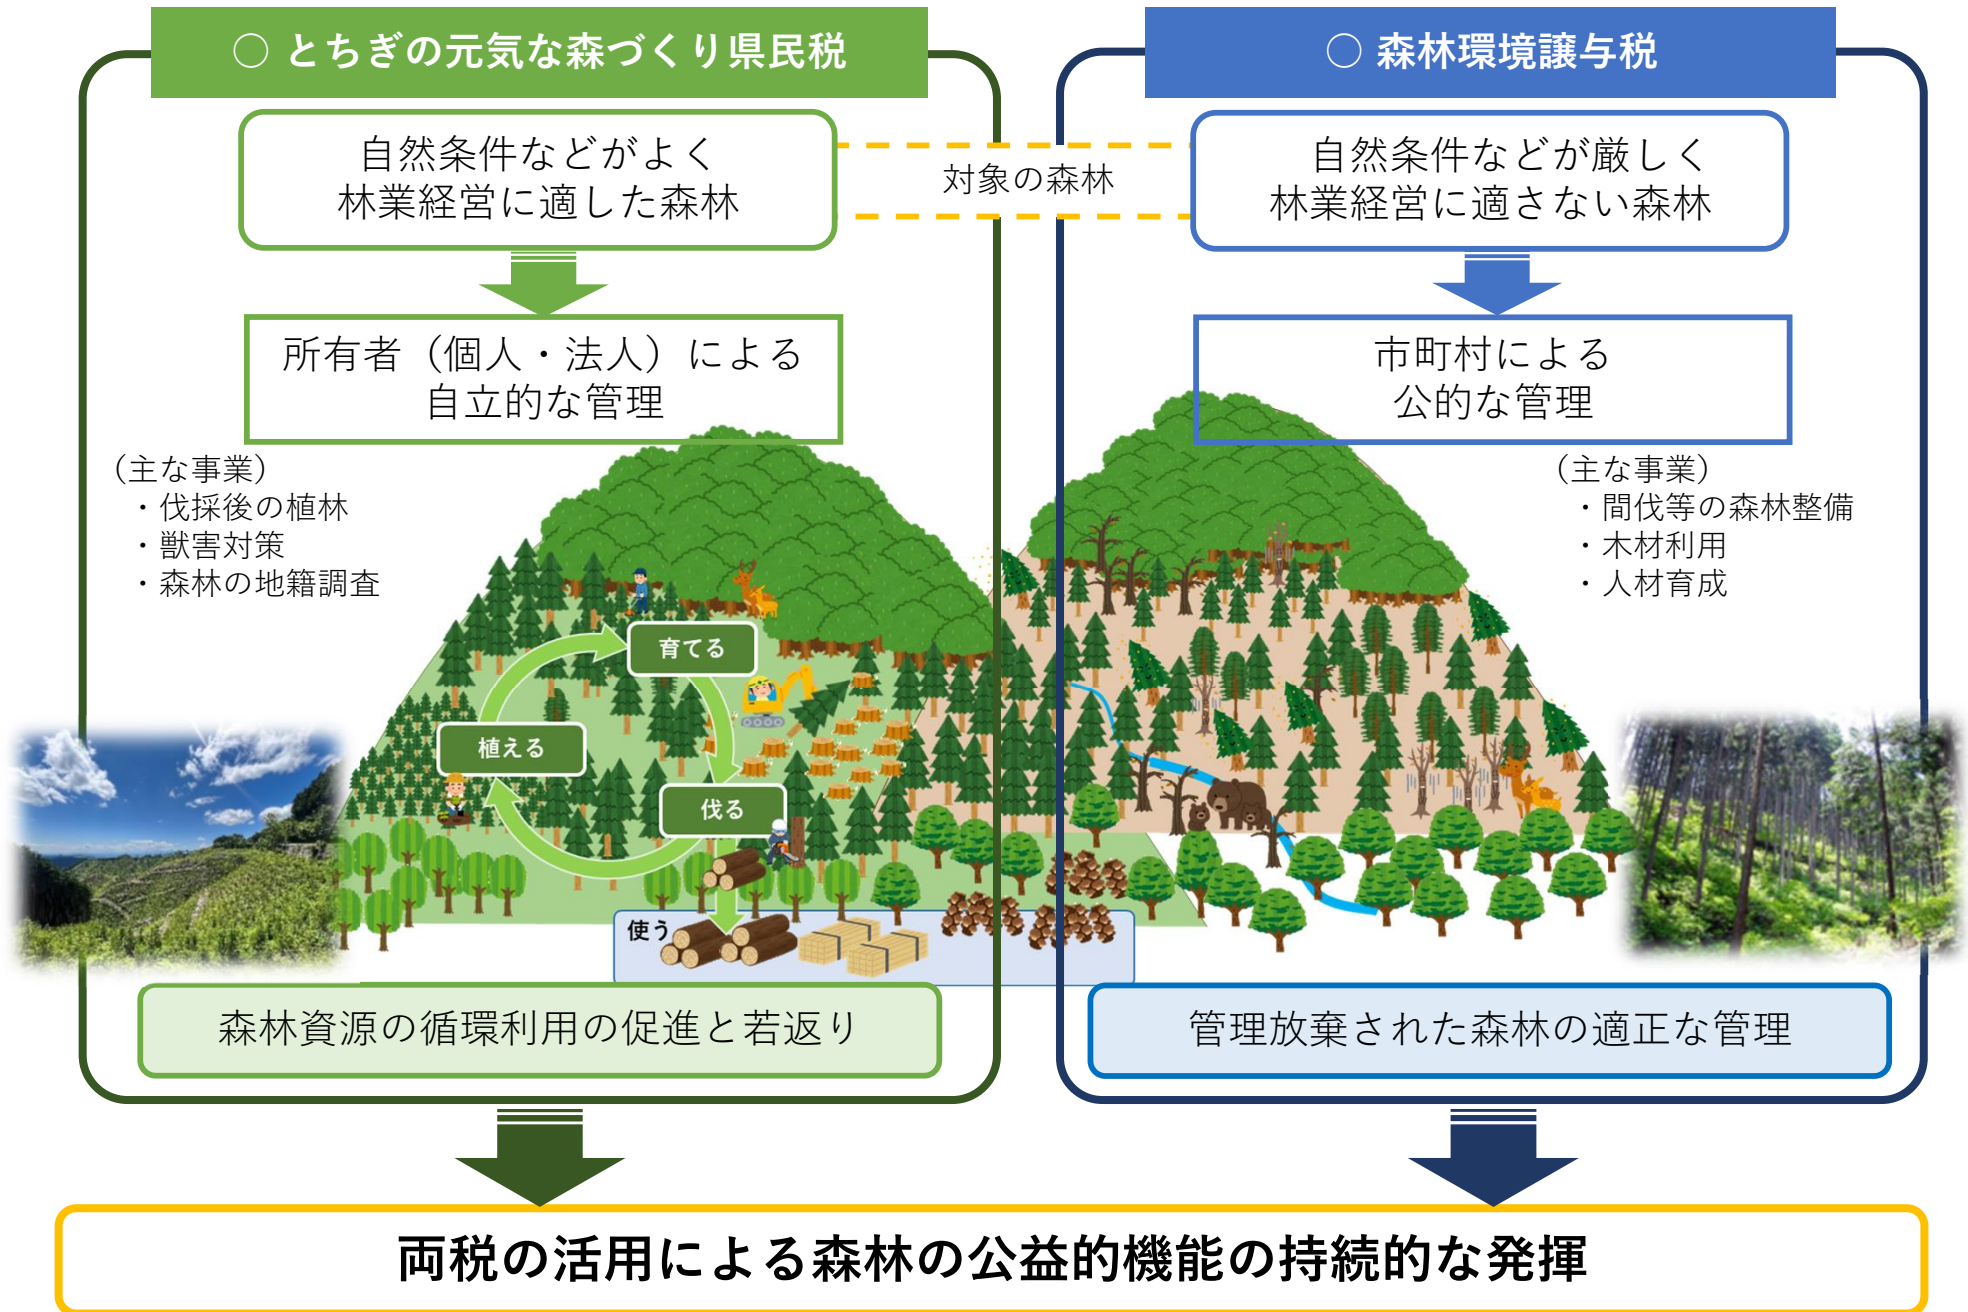 ○ とちぎの元気な森づくり県民税
自然条件などがよく
林業経営に適した森林
所有者（個人・法人）による
自立的な管理
（主な事業）
・伐採後の植林
・獣害対策
・森林の地籍調査
対象の森林
○ 森林環境譲与税
自然条件などが厳しく
林業経営に適さない森林
市町村による
公的な管理
（主な事業）
・間伐等の森林整備
・木材利用
・人材育成
育てる
植える
伐る
使う
森林資源の循環利用の促進と若返り
管理放棄された森林の適正な管理
両税の活用による森林の公益的機能の持続的な発揮